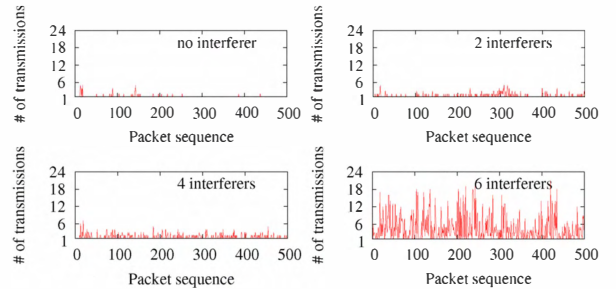 # of transmissions
24
18
12
6
1
no interferer
0 100 200 300 400 500
Packet sequence
# of transmissions
24
18
12
6
1
2 interferers
0 100 200 300 400 500
Packet sequence
# of transmissions
24
18
12
6
1
4 interferers
0 100 200 300 400 500
Packet sequence
# of transmissions
24
18
12
6
1
6 interferers
0 100 200 300 400 500
Packet sequence